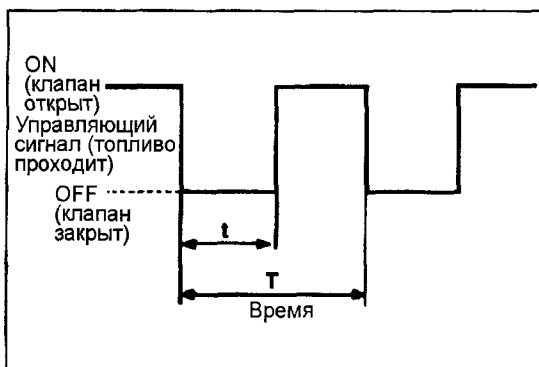 ON
(клапан
открыт)
Управляющий
сигнал (топливо
проходит)
OFF
(клапан
закрыт)
t
T
Время